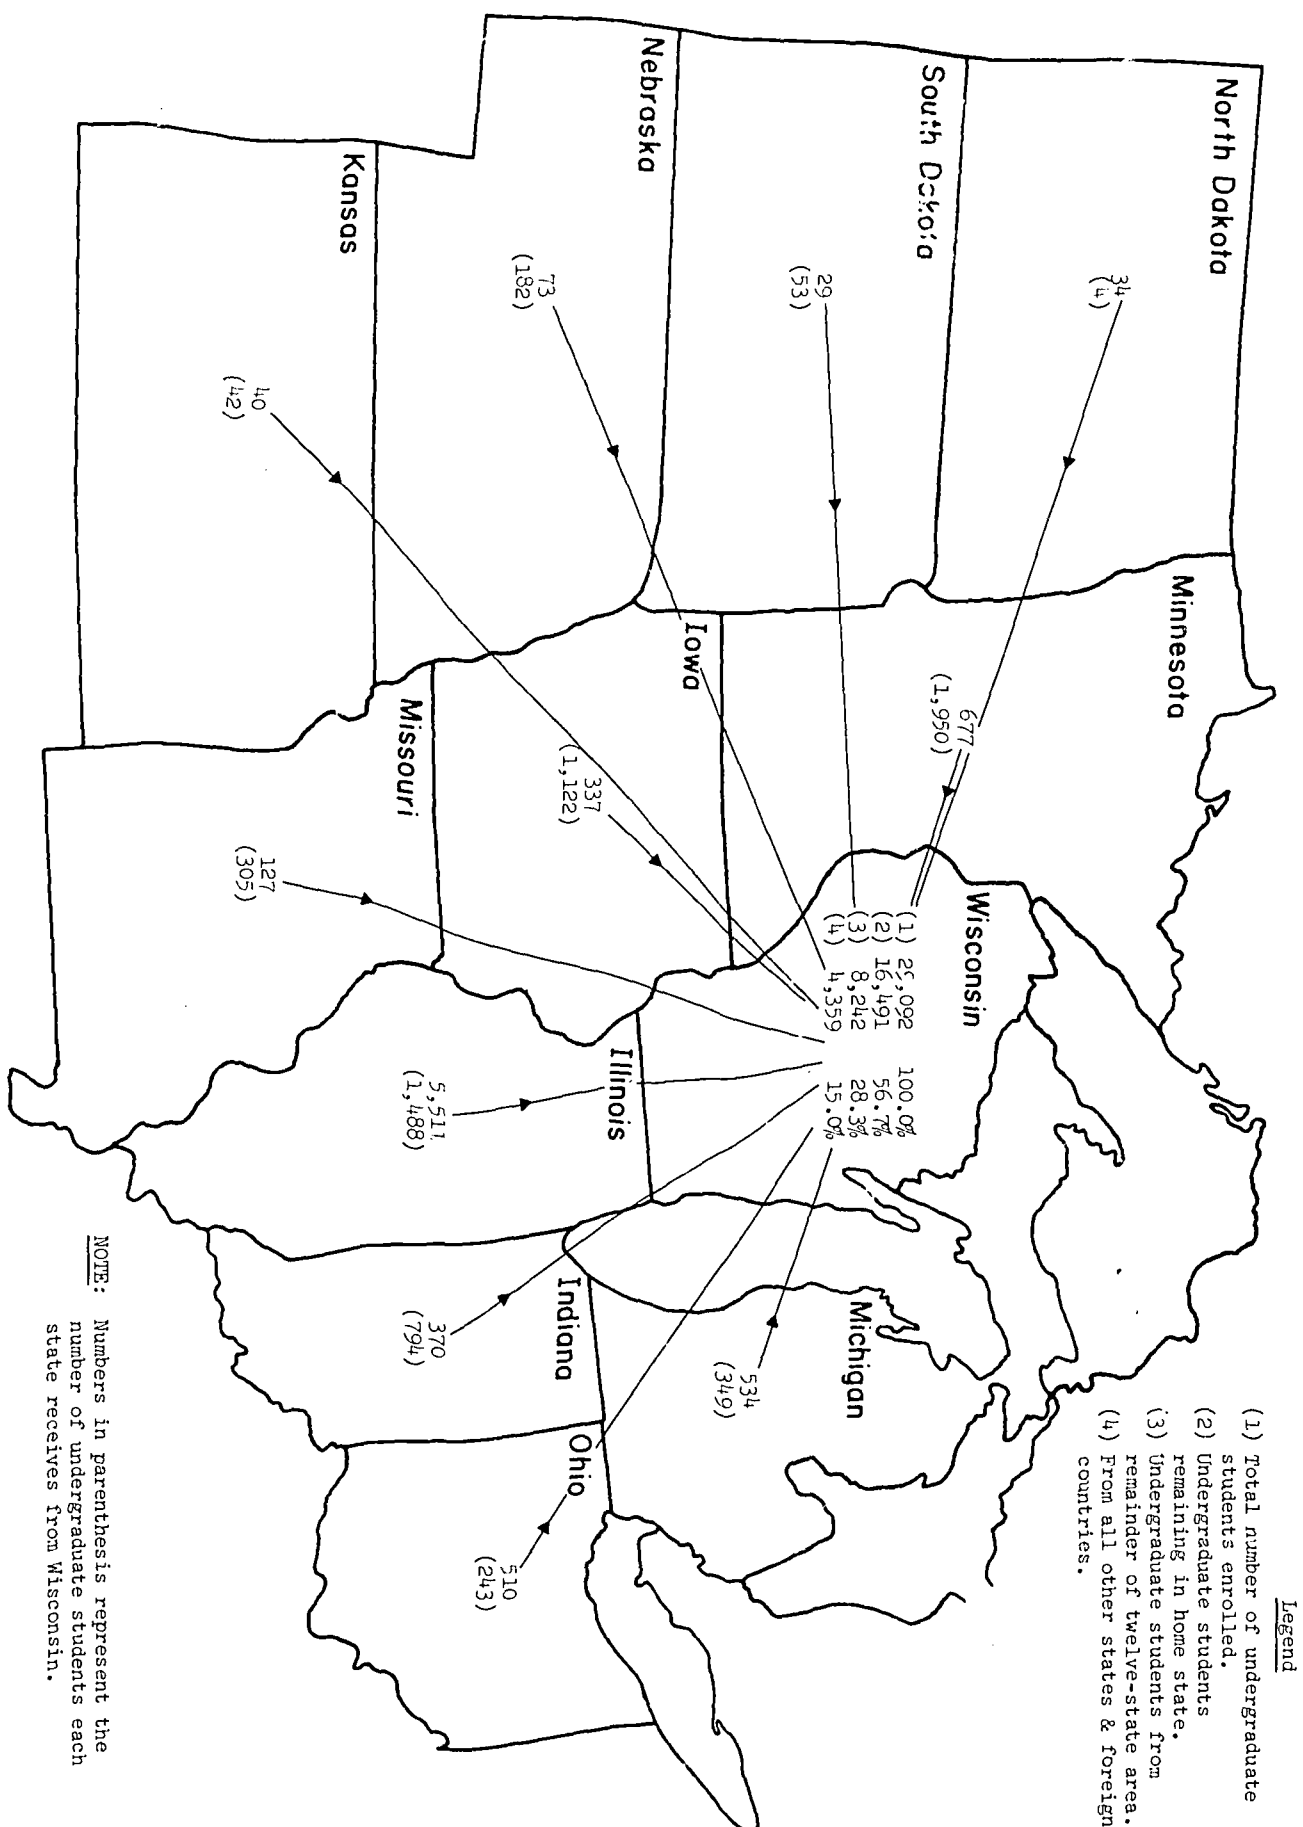 Legend
(1) Total number of undergraduate
students enrolled.
(2) Undergraduate students
remaining in home state.
(3) Undergraduate students from
remainder of twelve-state area.
(4) From all other states & foreign
countries.
North Dakota
34
(4)
Minnesota
677
(1,950)
South Dakota
29
(53)
Wisconsin
(1) 29,092 100.0%
(2) 16,491 56.7%
(3) 8,242 28.3%
(4) 4,359 15.0%
Michigan
534
(349)
Nebraska
73
(182)
Iowa
337
(1,122)
Illinois
5,511
(1,488)
Indiana
370
(794)
Ohio
510
(243)
Kansas
40
(42)
Missouri
127
(305)
NOTE: Numbers in parenthesis represent the
number of undergraduate students each
state receives from Wisconsin.